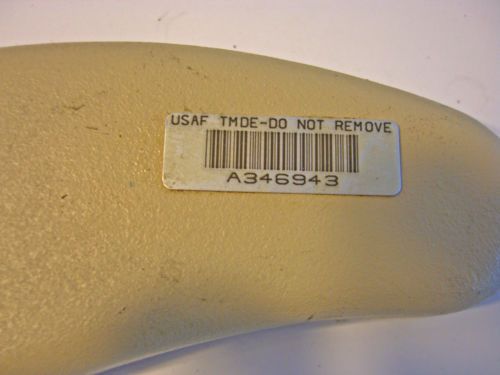 USAF TMDE-DO NOT REMOVE
A346943